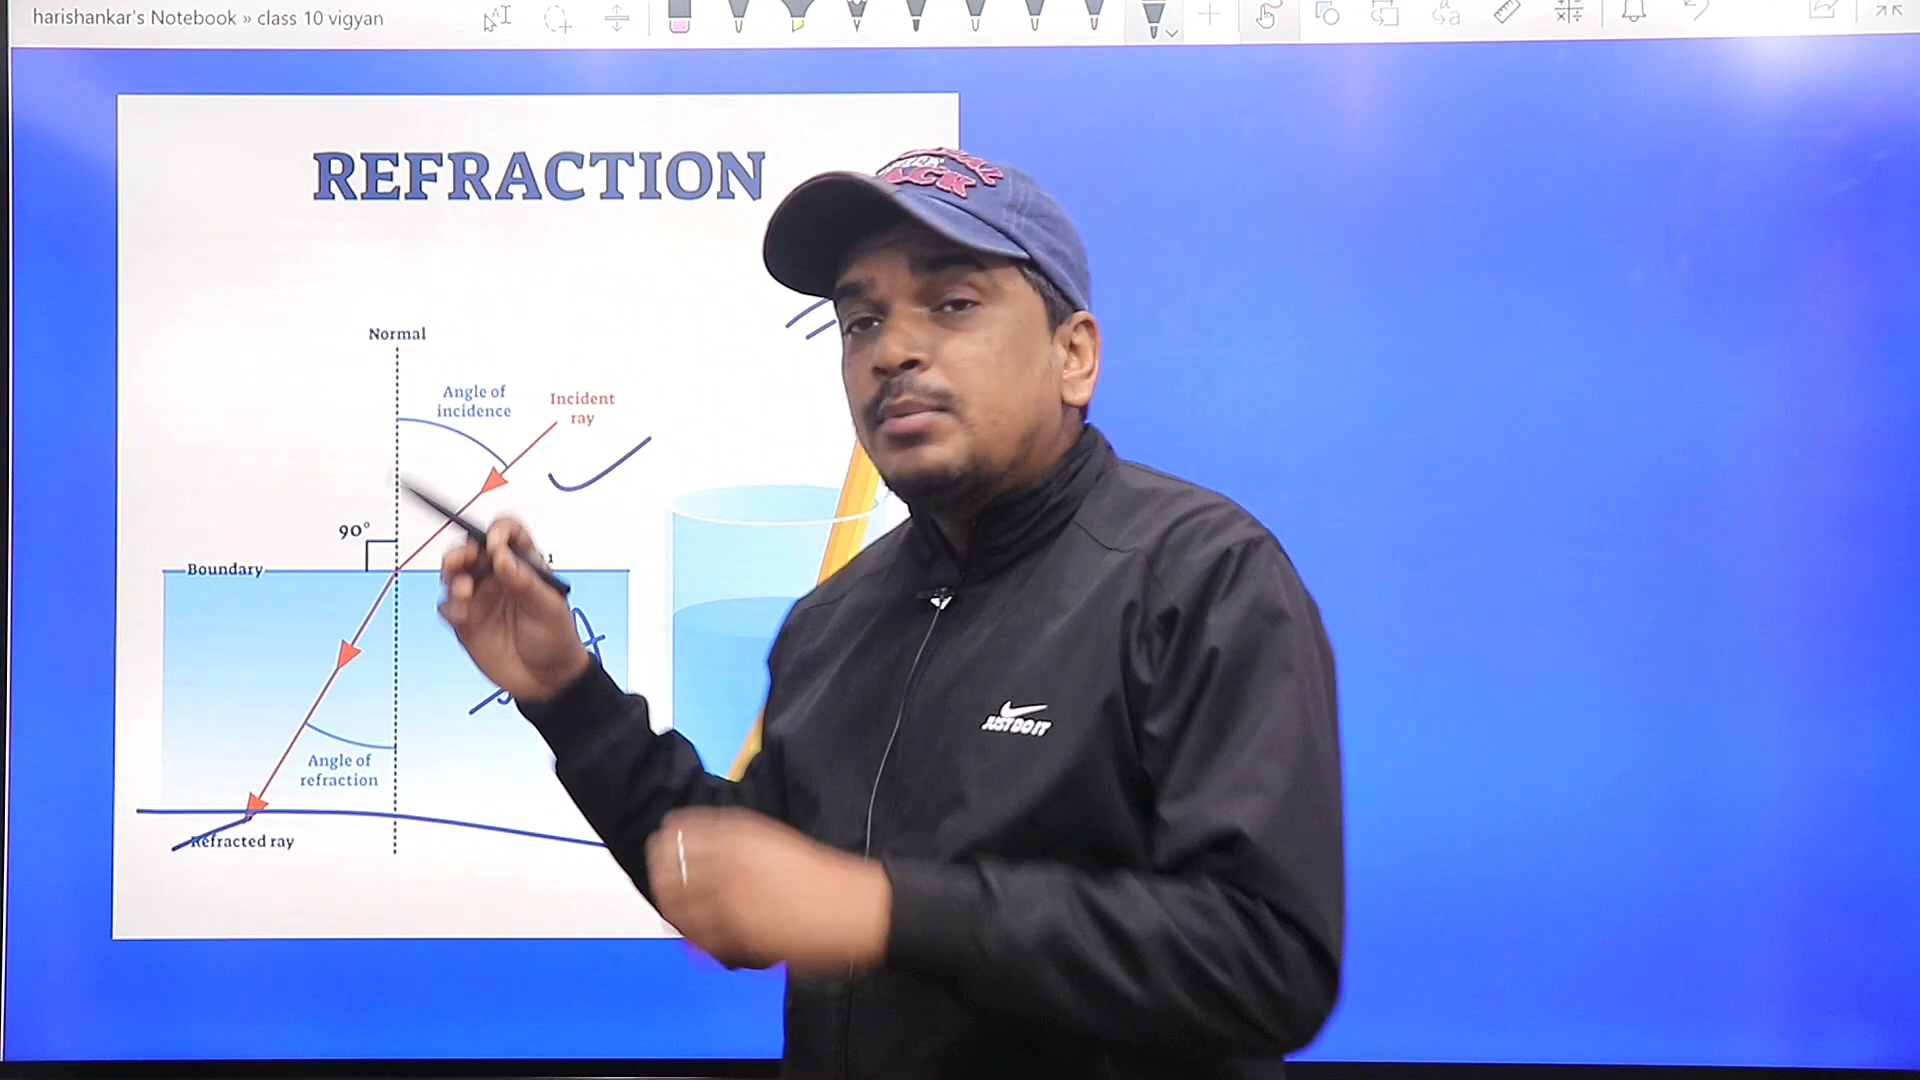 harishankar's Notebook » class 10 vigyan
REFRACTION
Normal
Angle of
incidence
Incident
ray
90°
Boundary
Angle of
refraction
Refracted ray
JUST DO IT